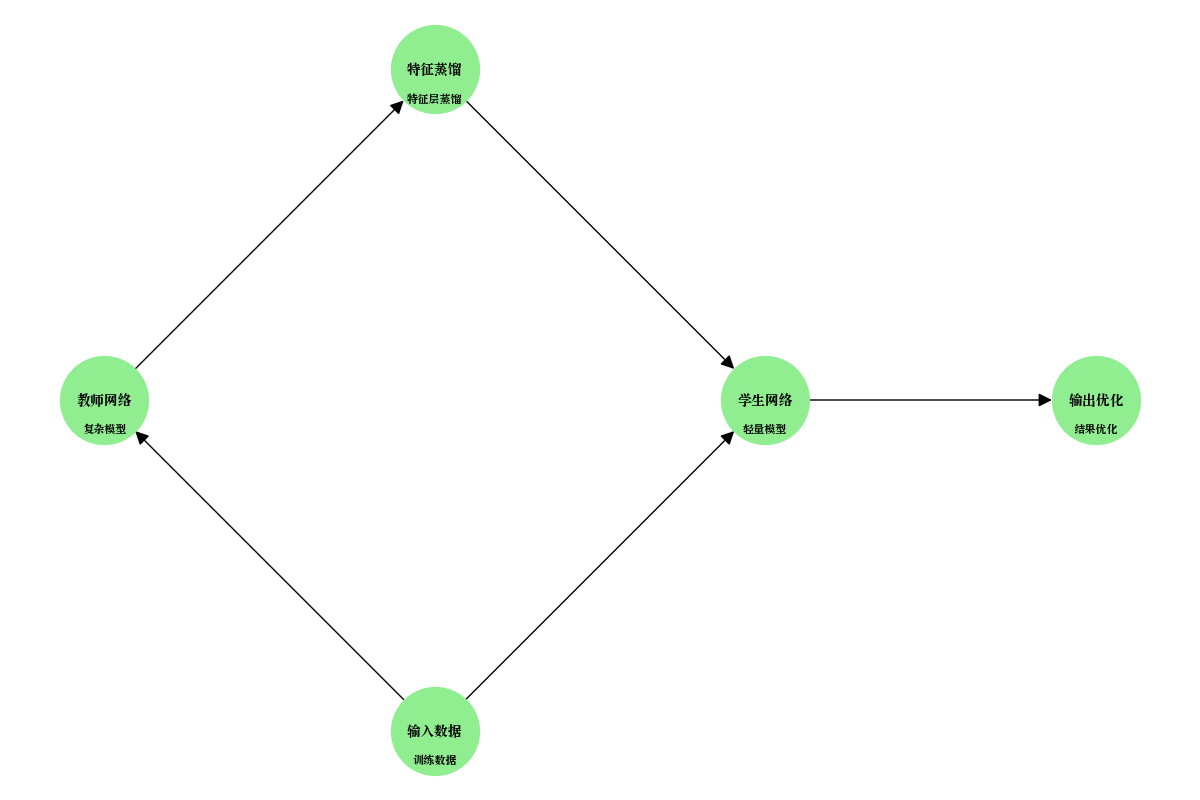 特征蒸馏
特征层蒸馏
教师网络
复杂模型
学生网络
轻量模型
输出优化
结果优化
输入数据
训练数据